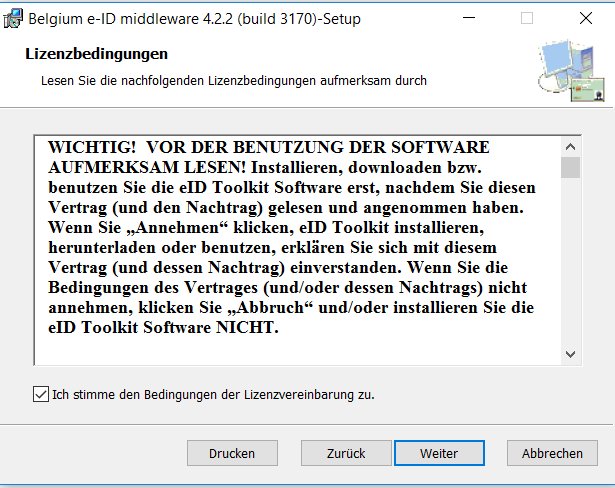 Belgium e-ID middleware 4.2.2 (build 3170)-Setup
Lizenzbedingungen
Lesen Sie die nachfolgenden Lizenzbedingungen aufmerksam durch
WICHTIG!  VOR DER BENUTZUNG DER SOFTWARE
AUFMERKSAM LESEN! Installieren, downloaden bzw.
benutzen Sie die eID Toolkit Software erst, nachdem Sie diesen
Vertrag (und den Nachtrag) gelesen und angenommen haben.
Wenn Sie „Annehmen“ klicken, eID Toolkit installieren,
herunterladen oder benutzen, erklären Sie sich mit diesem
Vertrag (und dessen Nachtrag) einverstanden. Wenn Sie die
Bedingungen des Vertrages (und/oder dessen Nachtrags) nicht
annehmen, klicken Sie „Abbruch“ und/oder installieren Sie die
eID Toolkit Software NICHT.
Ich stimme den Bedingungen der Lizenzvereinbarung zu.
Drucken Zurück Weiter Abbrechen